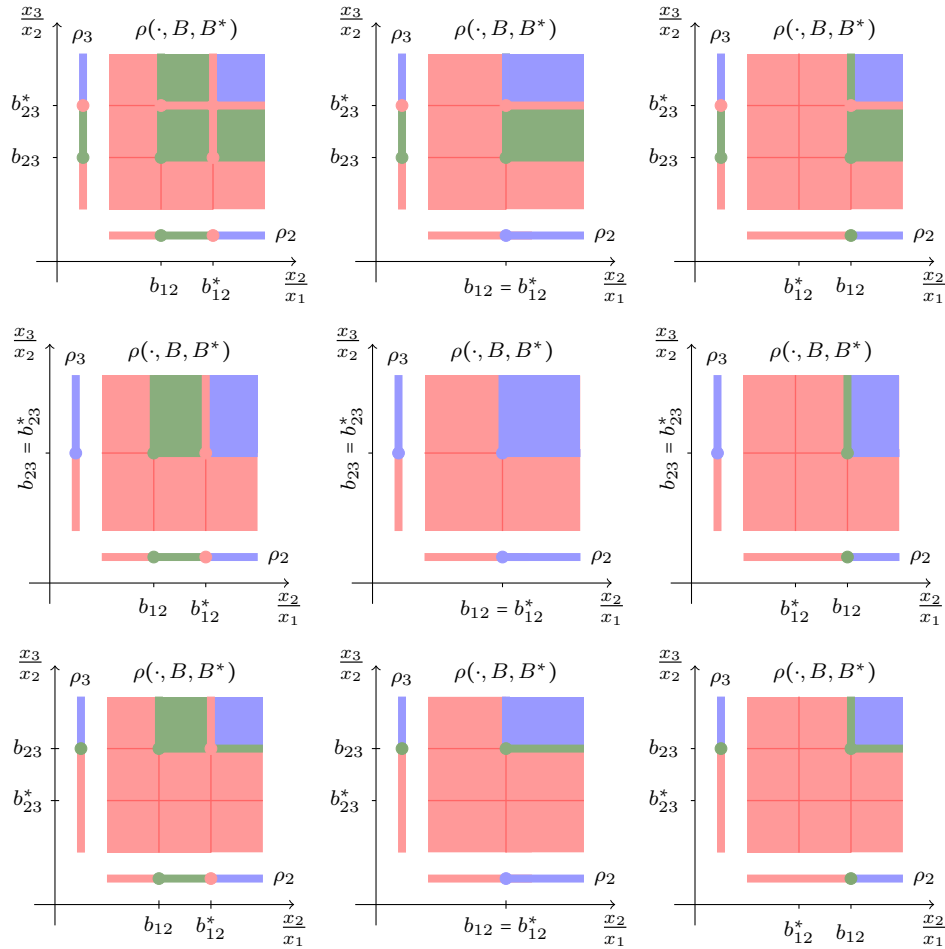 x₃/x₂ ρ₃ ρ(·, B, B*)
b*₂₃
b₂₃
ρ₂
b₁₂ b*₁₂ x₂/x₁
x₃/x₂ ρ₃ ρ(·, B, B*)
b*₂₃
b₂₃
ρ₂
b₁₂ = b*₁₂ x₂/x₁
x₃/x₂ ρ₃ ρ(·, B, B*)
b*₂₃
b₂₃
ρ₂
b*₁₂ b₁₂ x₂/x₁
x₃/x₂ ρ₃ ρ(·, B, B*)
b₂₃ = b*₂₃
ρ₂
b₁₂ b*₁₂ x₂/x₁
x₃/x₂ ρ₃ ρ(·, B, B*)
b₂₃ = b*₂₃
ρ₂
b₁₂ = b*₁₂ x₂/x₁
x₃/x₂ ρ₃ ρ(·, B, B*)
b₂₃ = b*₂₃
ρ₂
b*₁₂ b₁₂ x₂/x₁
x₃/x₂ ρ₃ ρ(·, B, B*)
b₂₃
b*₂₃
ρ₂
b₁₂ b*₁₂ x₂/x₁
x₃/x₂ ρ₃ ρ(·, B, B*)
b₂₃
b*₂₃
ρ₂
b₁₂ = b*₁₂ x₂/x₁
x₃/x₂ ρ₃ ρ(·, B, B*)
b₂₃
b*₂₃
ρ₂
b*₁₂ b₁₂ x₂/x₁